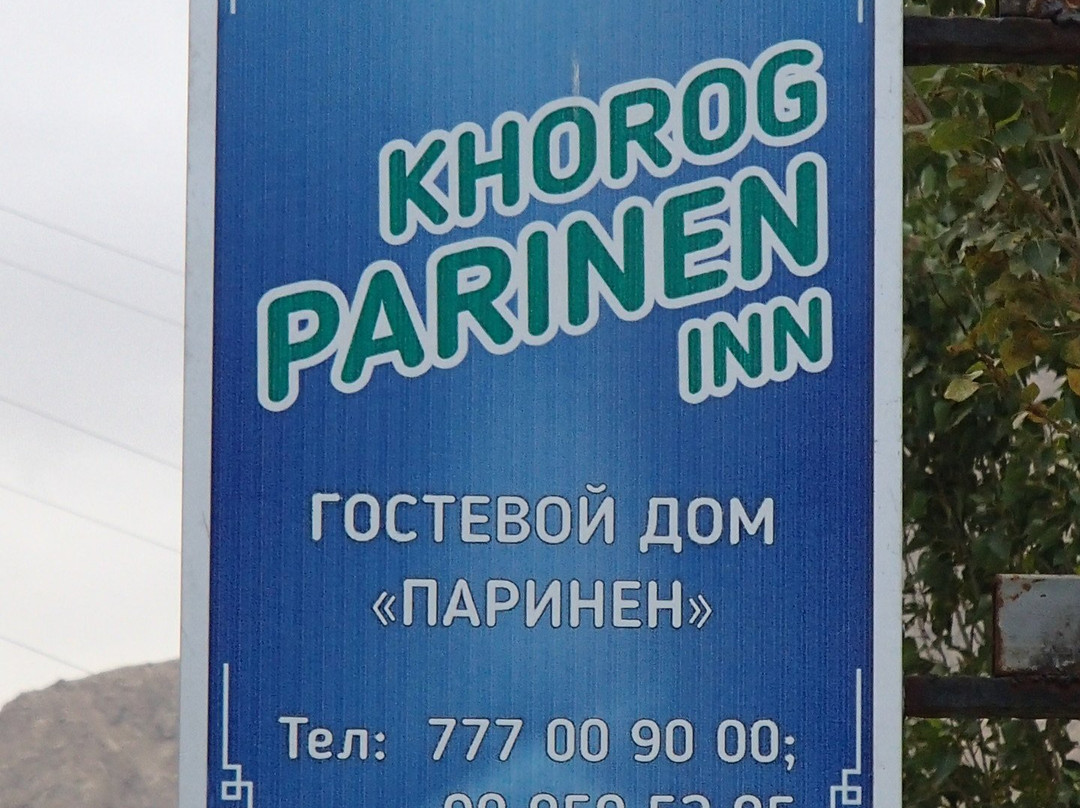 KHOROG
PARINEN
INN
ГОСТЕВОЙ ДОМ
«ПАРИНЕН»
Тел: 777 00 90 00;